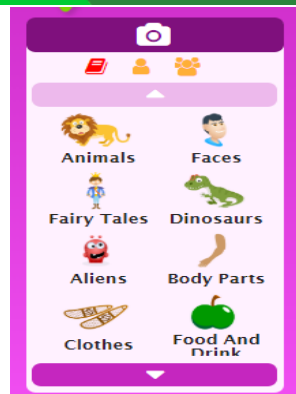 Animals Faces
Fairy Tales Dinosaurs
Aliens Body Parts
Clothes Food And
Drink